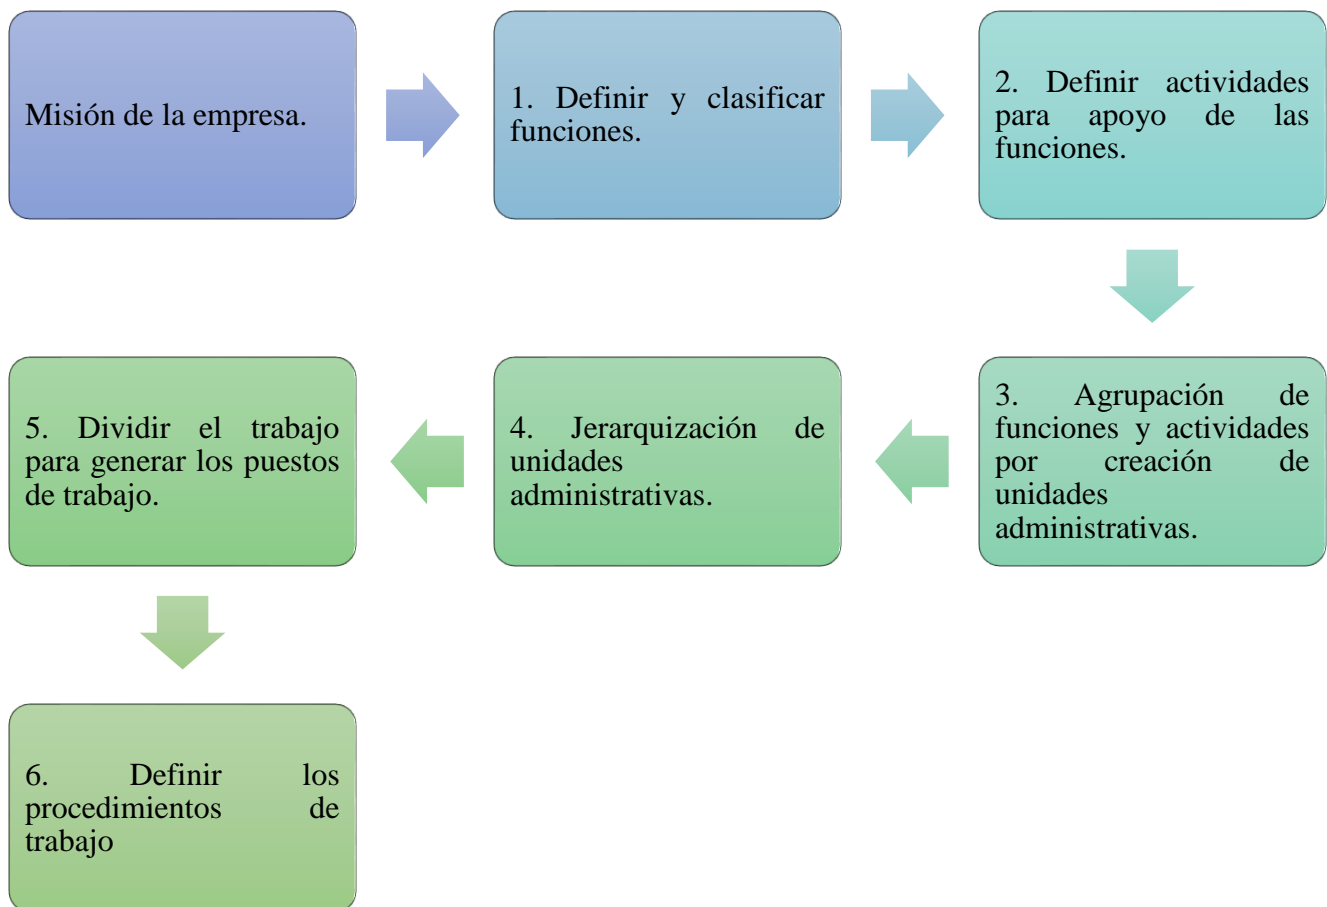 Misión de la empresa.
1. Definir y clasificar
funciones.
2. Definir actividades
para apoyo de las
funciones.
3. Agrupación de
funciones y actividades
por creación de
unidades
administrativas.
4. Jerarquización de
unidades
administrativas.
5. Dividir el trabajo
para generar los puestos
de trabajo.
6. Definir los
procedimientos de
trabajo